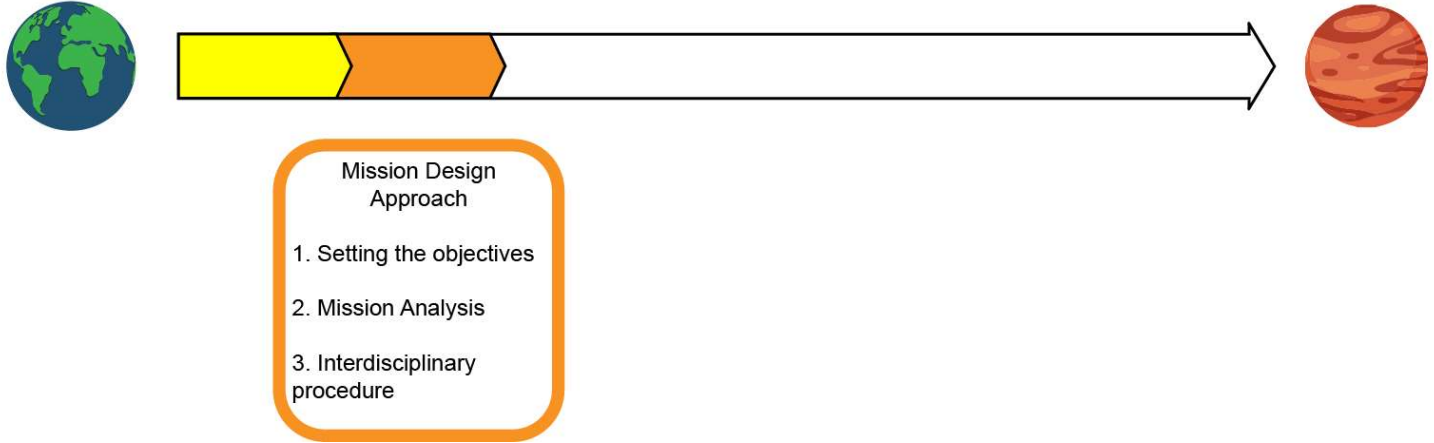 Mission Design
Approach
1. Setting the objectives
2. Mission Analysis
3. Interdisciplinary
procedure